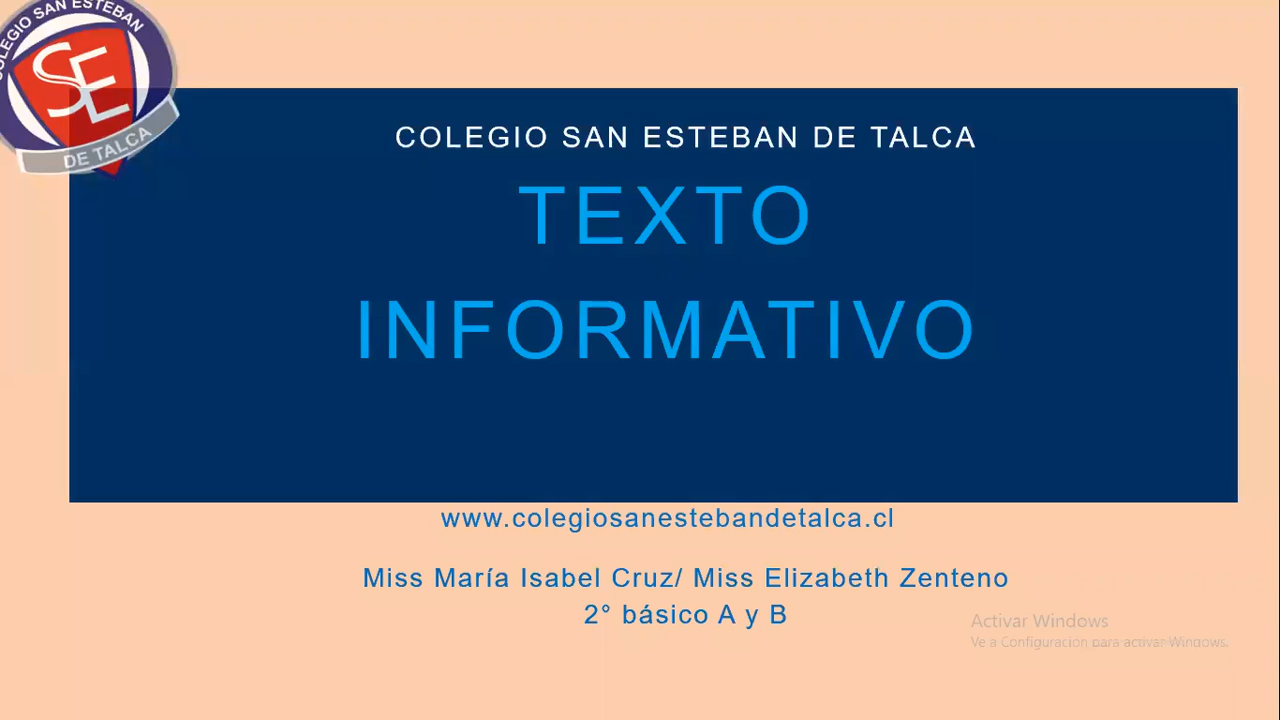 COLEGIO SAN ESTEBAN
SE
DE TALCA
COLEGIO SAN ESTEBAN DE TALCA
TEXTO
INFORMATIVO
www.colegiosanestebandetalca.cl
Miss María Isabel Cruz/ Miss Elizabeth Zenteno
2° básico A y B
Activar Windows
Ve a Configuración para activar Windows.